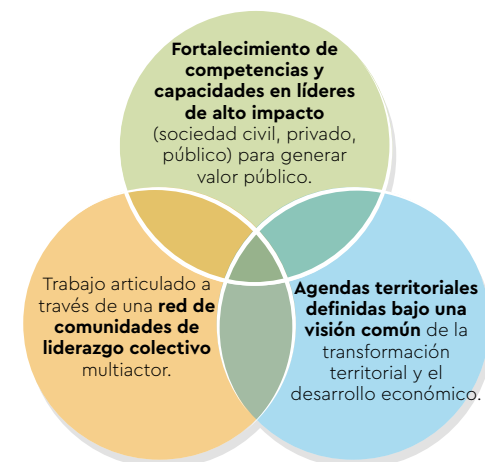 Fortalecimiento de
competencias y
capacidades en líderes
de alto impacto
(sociedad civil, privado,
público) para generar
valor público.
Trabajo articulado a
través de una red de
comunidades de
liderazgo colectivo
multiactor.
Agendas territoriales
definidas bajo una
visión común de la
transformación
territorial y el
desarrollo económico.